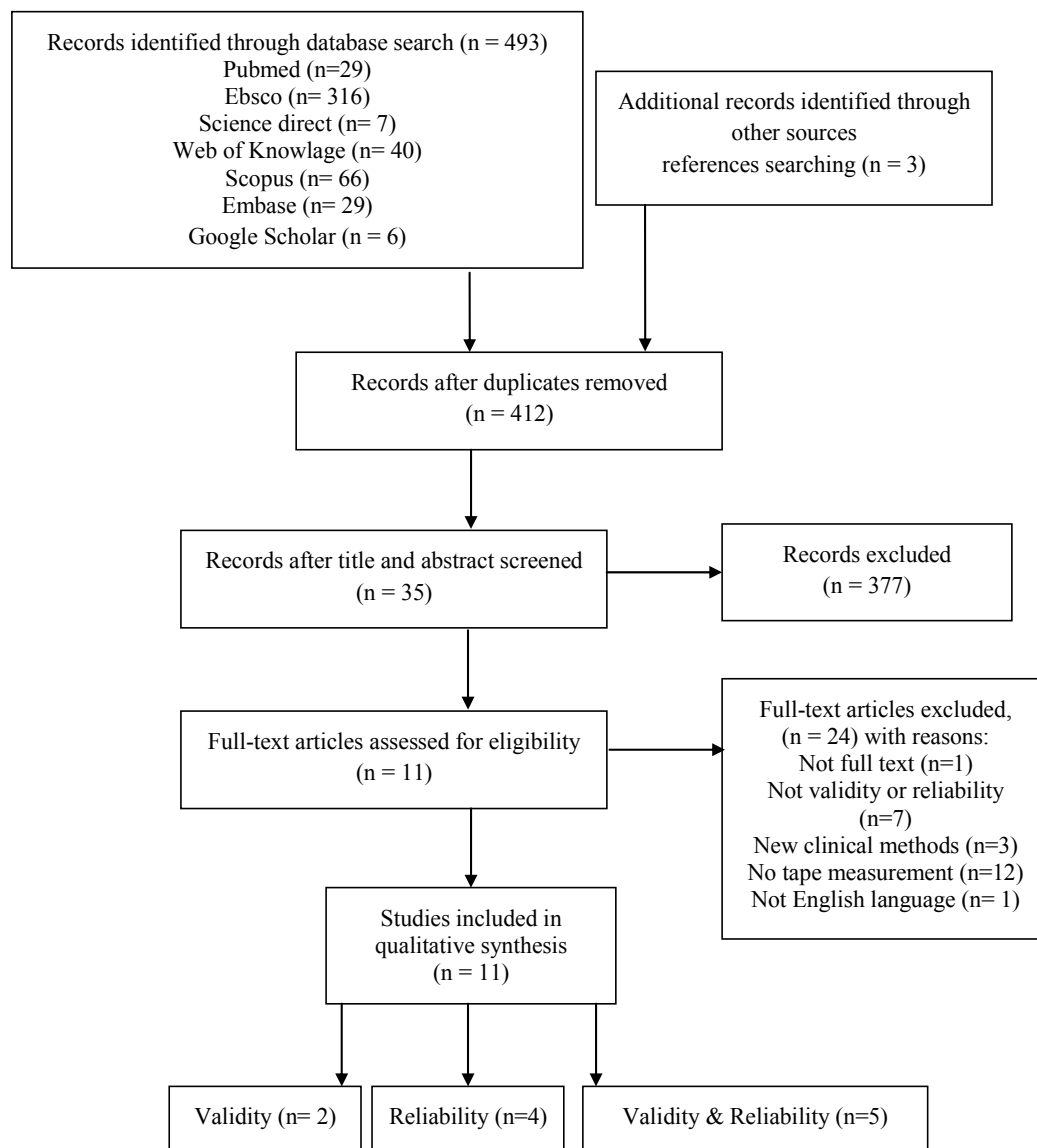 Records identified through database search (n = 493)
Pubmed (n=29)
Ebsco (n= 316)
Science direct (n= 7)
Web of Knowlage (n= 40)
Scopus (n= 66)
Embase (n= 29)
Google Scholar (n = 6)
Additional records identified through
other sources
references searching (n = 3)
Records after duplicates removed
(n = 412)
Records after title and abstract screened
(n = 35)
Records excluded
(n = 377)
Full-text articles assessed for eligibility
(n = 11)
Full-text articles excluded,
(n = 24) with reasons:
Not full text (n=1)
Not validity or reliability
(n=7)
New clinical methods (n=3)
No tape measurement (n=12)
Not English language (n= 1)
Studies included in
qualitative synthesis
(n = 11)
Validity (n= 2)
Reliability (n=4)
Validity & Reliability (n=5)